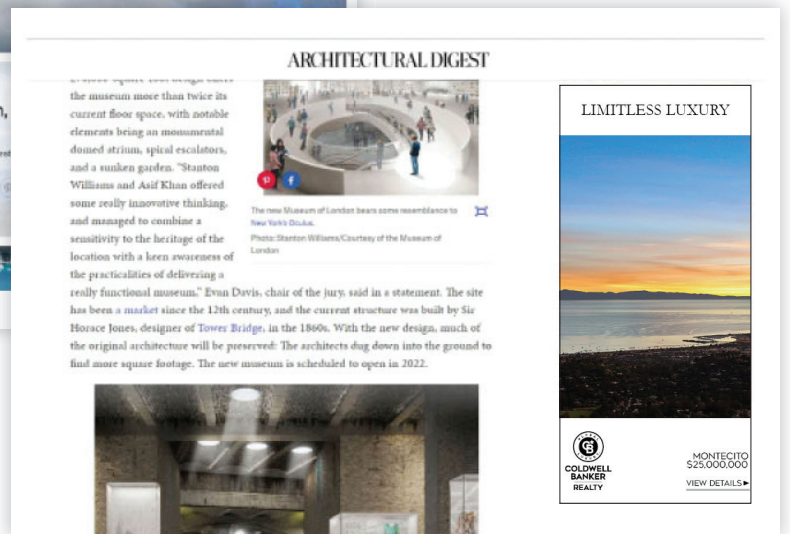 ARCHITECTURAL DIGEST
the museum more than twice its
current floor space, with notable
elements being an monumental
domed atrium, spiral escalators,
and a sunken garden. "Stanton
Williams and Asif Khan offered
some really innovative thinking,
and managed to combine a
sensitivity to the heritage of the
location with a keen awareness of
the practicalities of delivering a
really functional museum," Evan Davis, chair of the jury, said in a statement. The site
has been a market since the 12th century, and the current structure was built by Sir
Horace Jones, designer of Tower Bridge, in the 1860s. With the new design, much of
the original architecture will be preserved: The architects dug down into the ground to
find more square footage. The new museum is scheduled to open in 2022.
The new Museum of London bears some resemblance to
New York's Oculus.
Photo: Stanton Williams/Courtesy of the Museum of
London
LIMITLESS LUXURY
COLDWELL
BANKER
REALTY
MONTECITO
$25,000,000
VIEW DETAILS▶